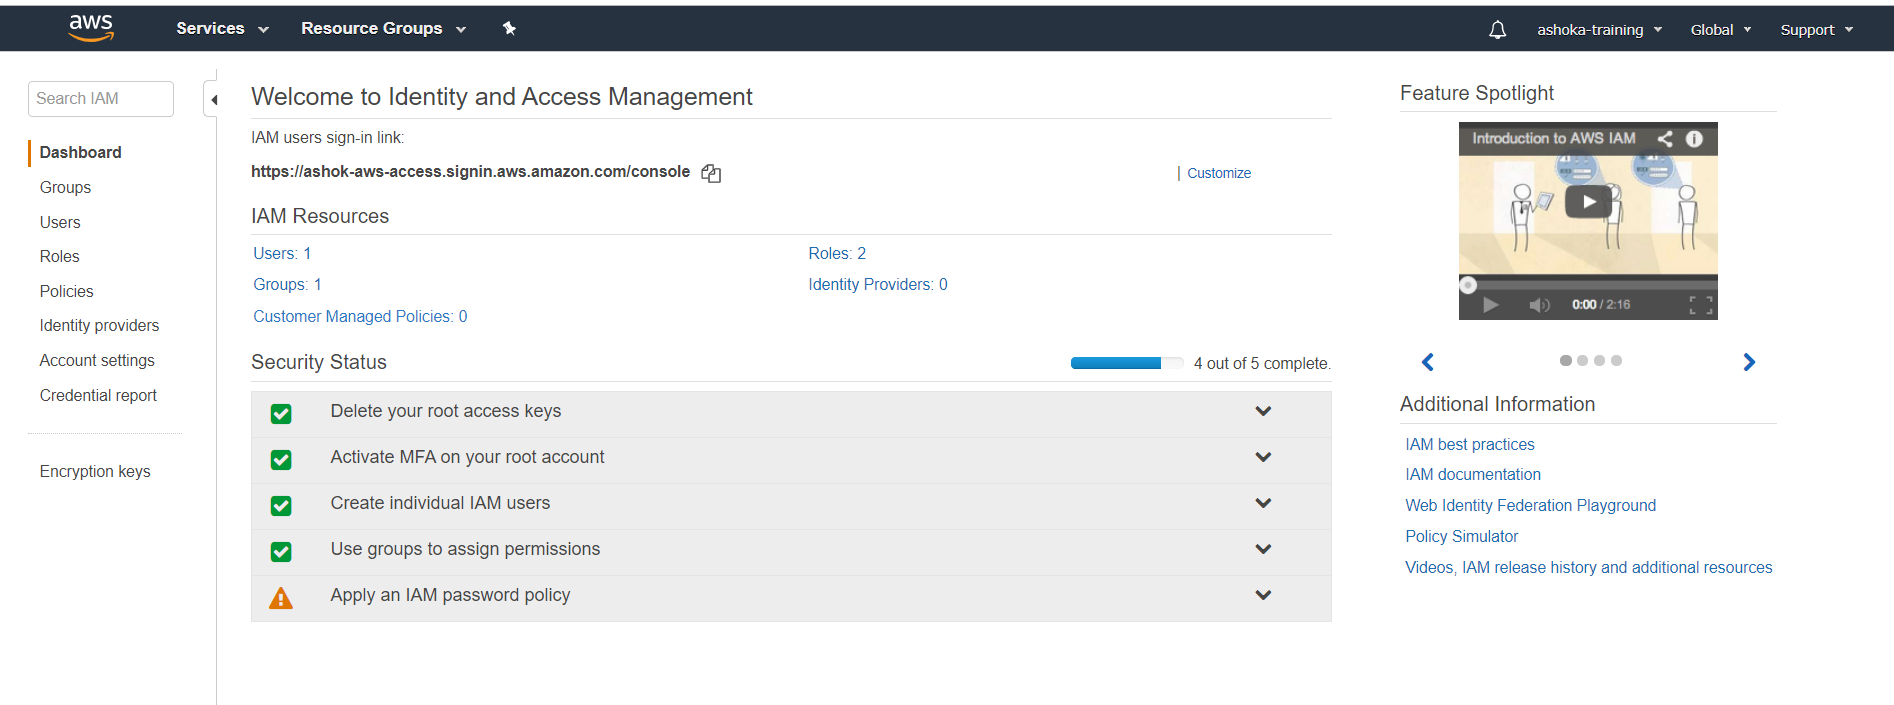 aws
Services
Resource Groups
ashoka-training
Global
Support
Search IAM
Dashboard
Groups
Users
Roles
Policies
Identity providers
Account settings
Credential report
Encryption keys
Welcome to Identity and Access Management
IAM users sign-in link:
https://ashok-aws-access.signin.aws.amazon.com/console
Customize
IAM Resources
Users: 1
Roles: 2
Groups: 1
Identity Providers: 0
Customer Managed Policies: 0
Security Status
4 out of 5 complete.
Delete your root access keys
Activate MFA on your root account
Create individual IAM users
Use groups to assign permissions
Apply an IAM password policy
Feature Spotlight
Introduction to AWS IAM
0:00 / 2:16
Additional Information
IAM best practices
IAM documentation
Web Identity Federation Playground
Policy Simulator
Videos, IAM release history and additional resources